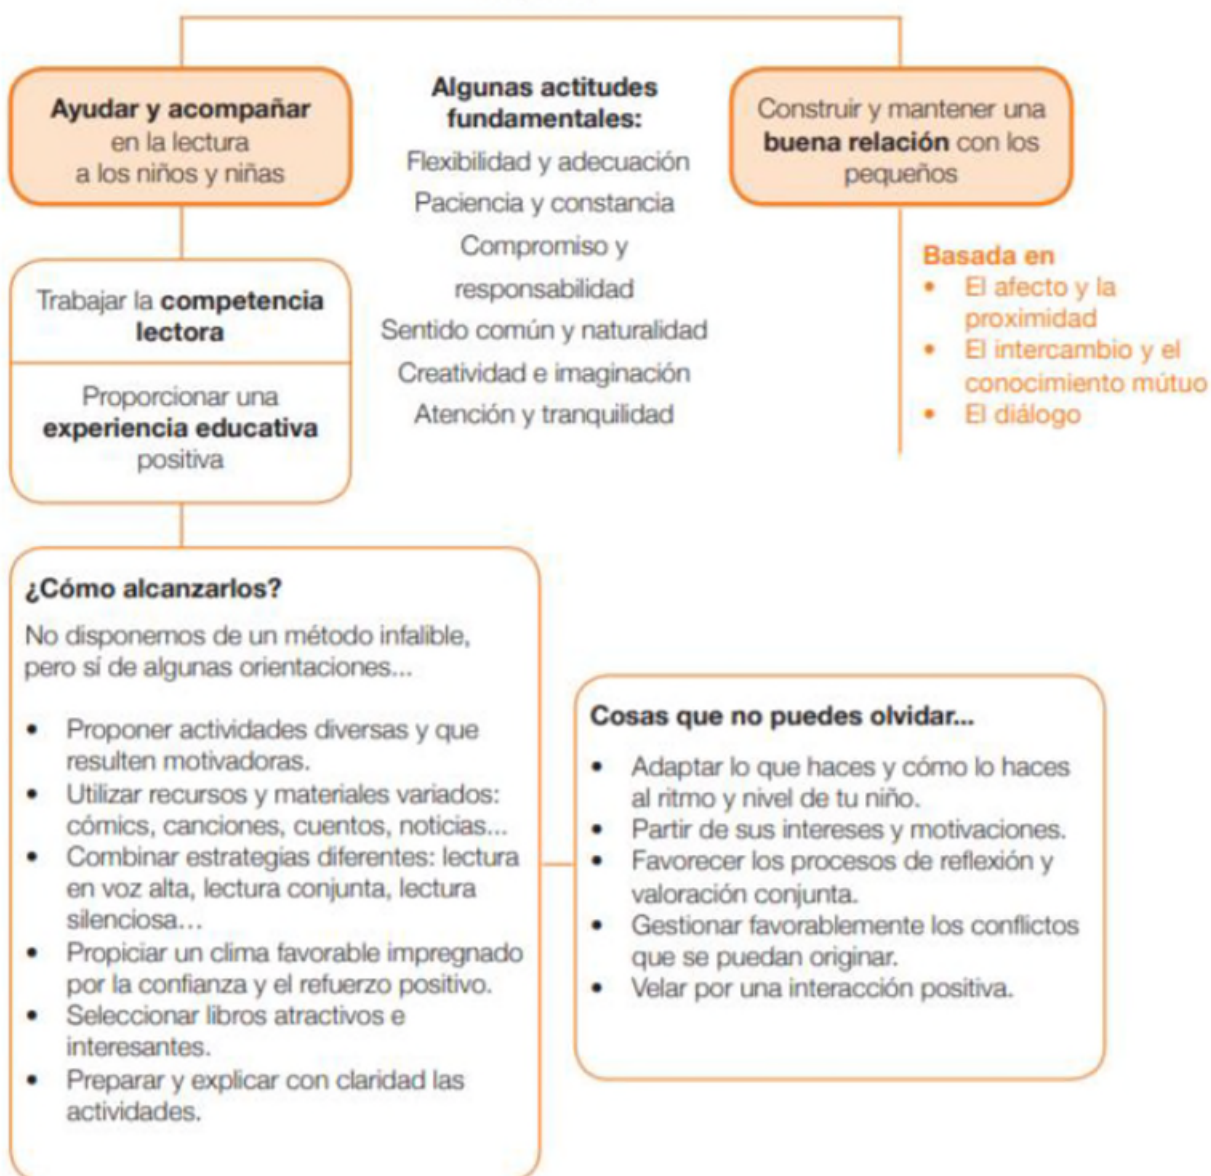 Ayudar y acompañar
en la lectura
a los niños y niñas
Trabajar la competencia
lectora
Proporcionar una
experiencia educativa
positiva
Algunas actitudes
fundamentales:
Flexibilidad y adecuación
Paciencia y constancia
Compromiso y
responsabilidad
Sentido común y naturalidad
Creatividad e imaginación
Atención y tranquilidad
Construir y mantener una
buena relación con los
pequeños
Basada en
• El afecto y la
proximidad
• El intercambio y el
conocimiento mútuo
• El diálogo
¿Cómo alcanzarlos?
No disponemos de un método infalible,
pero sí de algunas orientaciones...
• Proponer actividades diversas y que
resulten motivadoras.
• Utilizar recursos y materiales variados:
cómics, canciones, cuentos, noticias...
• Combinar estrategias diferentes: lectura
en voz alta, lectura conjunta, lectura
silenciosa...
• Propiciar un clima favorable impregnado
por la confianza y el refuerzo positivo.
• Seleccionar libros atractivos e
interesantes.
• Preparar y explicar con claridad las
actividades.
Cosas que no puedes olvidar...
• Adaptar lo que haces y cómo lo haces
al ritmo y nivel de tu niño.
• Partir de sus intereses y motivaciones.
• Favorecer los procesos de reflexión y
valoración conjunta.
• Gestionar favorablemente los conflictos
que se puedan originar.
• Velar por una interacción positiva.